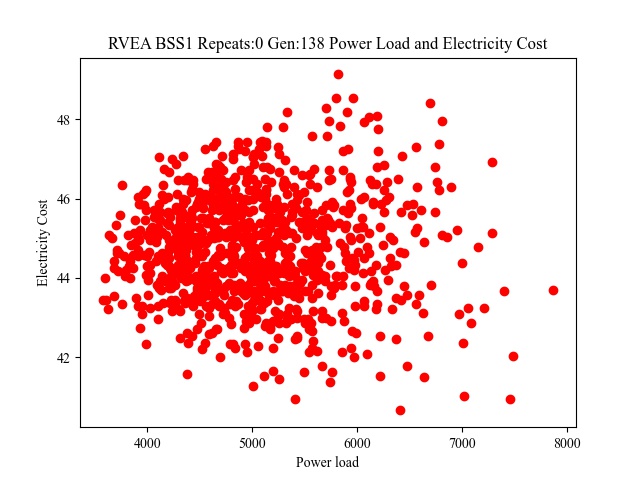 RVEA BSS1 Repeats:0 Gen:138 Power Load and Electricity Cost
48
46
44
42
Electricity Cost
4000 5000 6000 7000 8000
Power load